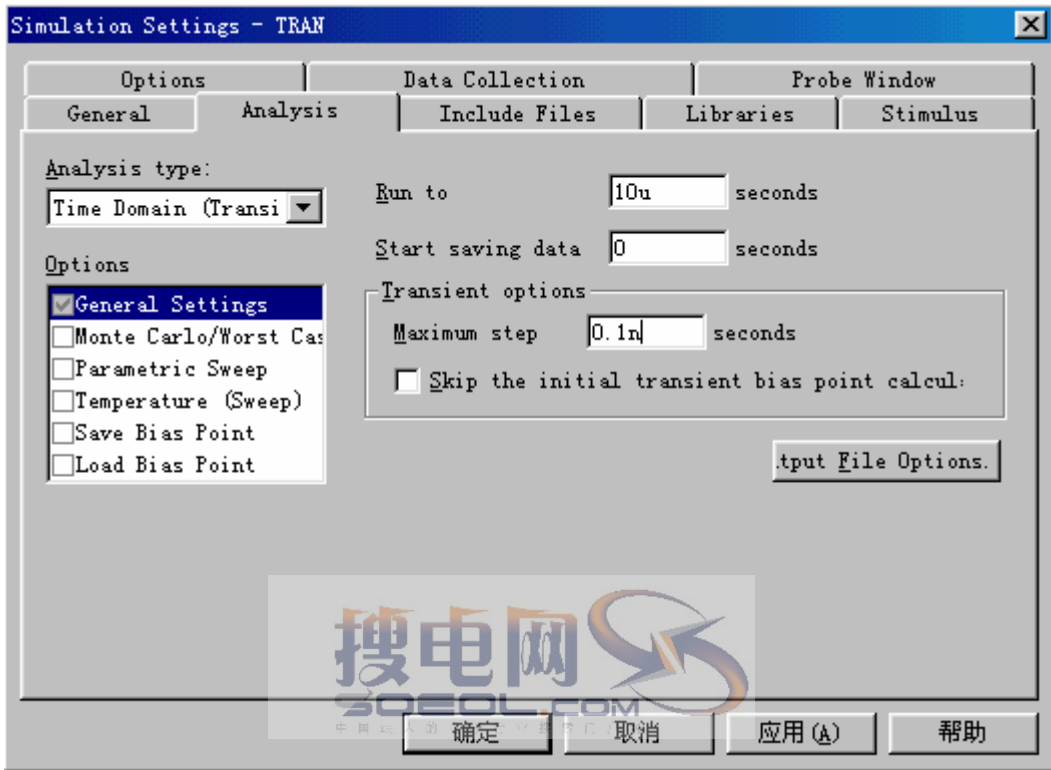 Simulation Settings - TRAN
Options Data Collection Probe Window
General Analysis Include Files Libraries Stimulus
Analysis type:
Time Domain (Transi
Options
General Settings
Monte Carlo/Worst Cas
Parametric Sweep
Temperature (Sweep)
Save Bias Point
Load Bias Point
Run to 10u seconds
Start saving data 0 seconds
Transient options
Maximum step 0.1n seconds
Skip the initial transient bias point calcul
.tput File Options.
搜电网
SOEOL.COM
确定 取消 应用(A) 帮助